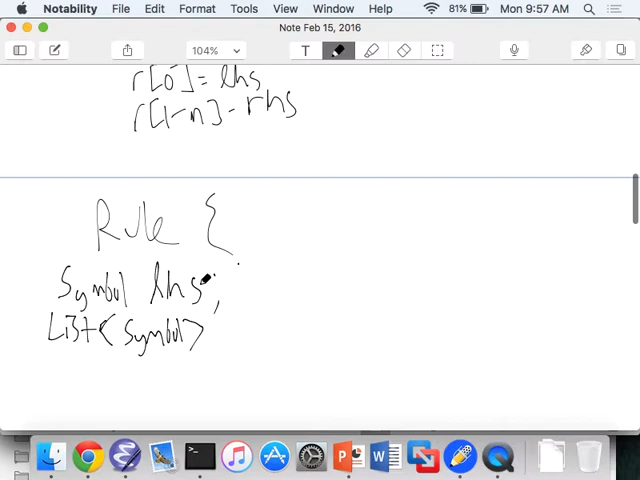 Notability File Edit Tools Format View Window Help 81% Mon 9:57 AM
Note Feb 15, 2016
104% T
r[0] = lhs
r[1-n] - rhs
Rule {
Symbol lhs;
List<Symbol>